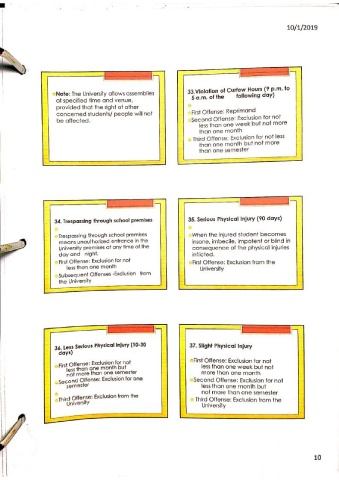 10/1/2019
Note: The University allows assemblies
at specified time and venue,
provided that the right of other
concerned students/ people will not
be affected.
33.Violation of Curfew Hours (9 p.m. to
5 a.m. of the following day)
First Offense: Reprimand
Second Offense: Exclusion for not
less than one week but not more
than one month
Third Offense: Exclusion for not less
than one month but not more
than one semester
34. Trespassing through school premises
Trespassing through school premises
means unauthorized entrance in the
University premises at any time of the
day and night.
First Offense: Exclusion for not
less than one month
Subsequent Offenses -Exclusion from
the University
35. Serious Physical Injury (90 days)
When the injured student becomes
insane, imbecile, impotent or blind in
consequence of the physical injuries
inflicted.
First Offense: Exclusion from the
University
36. Less Serious Physical Injury (10-30
days)
First Offense: Exclusion for not
less than one month but
not more than one semester
Second Offense: Exclusion for one
semester
Third Offense: Exclusion from the
University
37. Slight Physical Injury
First Offense: Exclusion for not
less than one week but not
more than one month
Second Offense: Exclusion for not
less than one month but
not more than one semester
Third Offense: Exclusion from the
University
10